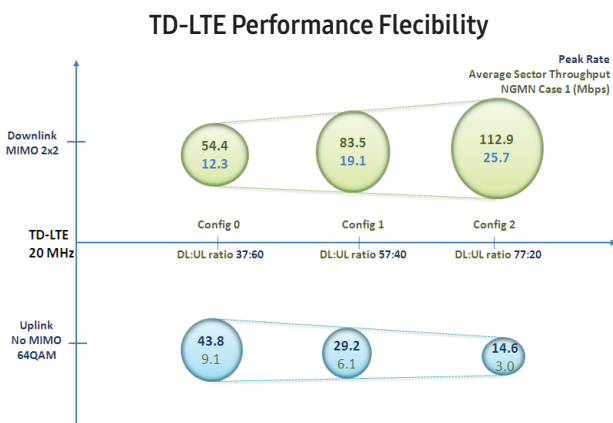 TD-LTE Performance Flecibility
Peak Rate
Average Sector Throughput
NGMN Case 1 (Mbps)
Downlink
MIMO 2x2
54.4
12.3
83.5
19.1
112.9
25.7
Config 0
Config 1
Config 2
TD-LTE
20 MHz
DL:UL ratio 37:60
DL:UL ratio 57:40
DL:UL ratio 77:20
Uplink
No MIMO
64QAM
43.8
9.1
29.2
6.1
14.6
3.0